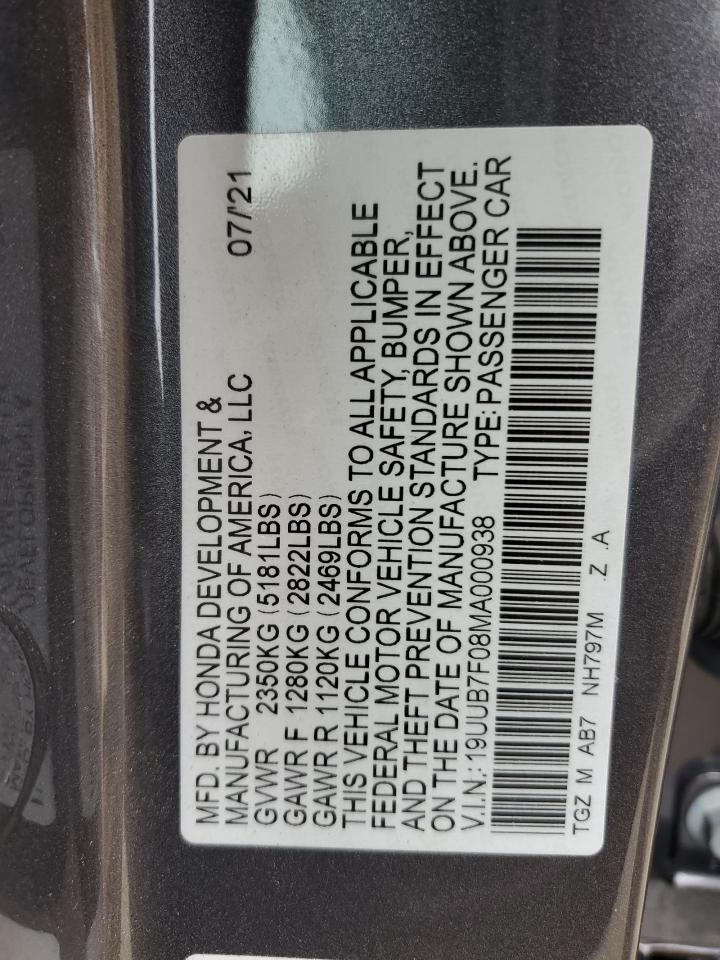 MFD. BY HONDA DEVELOPMENT &
MANUFACTURING OF AMERICA, LLC 07/'21
GVWR 2350KG (5181LBS)
GAWR F 1280KG (2822LBS)
GAWR R 1120KG (2469LBS)
THIS VEHICLE CONFORMS TO ALL APPLICABLE
FEDERAL MOTOR VEHICLE SAFETY, BUMPER,
AND THEFT PREVENTION STANDARDS IN EFFECT
ON THE DATE OF MANUFACTURE SHOWN ABOVE.
V.I.N.:19UUB7F08MA000938 TYPE:PASSENGER CAR
TGZ M AB7 NH797M .Z .A